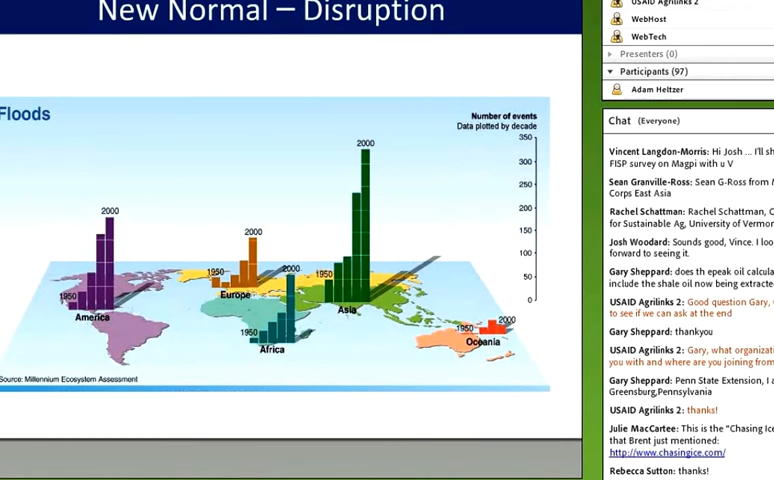 New Normal – Disruption
Floods
Number of events
Data plotted by decade
350
300
250
200
150
100
50
0
2000
1950
America
2000
1950
Europe
2000
1950
Africa
2000
1950
Asia
2000
1950
Oceania
Source: Millennium Ecosystem Assessment
USAID Agrilinks 2
WebHost
WebTech
Presenters (0)
Participants (97)
Adam Heltzer
Chat (Everyone)
Vincent Langdon-Morris: Hi Josh ... I'll sh
FISP survey on Magpi with u V
Sean Granville-Ross: Sean G-Ross from M
Corps East Asia
Rachel Schattman: Rachel Schattman, C
for Sustainable Ag, University of Vermon
Josh Woodard: Sounds good, Vince. I loo
forward to seeing it.
Gary Sheppard: does th epeak oil calcula
include the shale oil now being extracte
USAID Agrilinks 2: Good question Gary,
to see if we can ask at the end
Gary Sheppard: thankyou
USAID Agrilinks 2: Gary, what organizati
you with and where are you joining from
Gary Sheppard: Penn State Extension, I a
Greensburg,Pennsylvania
USAID Agrilinks 2: thanks!
Julie MacCartee: This is the "Chasing Ice
that Brent just mentioned:
http://www.chasingice.com/
Rebecca Sutton: thanks!